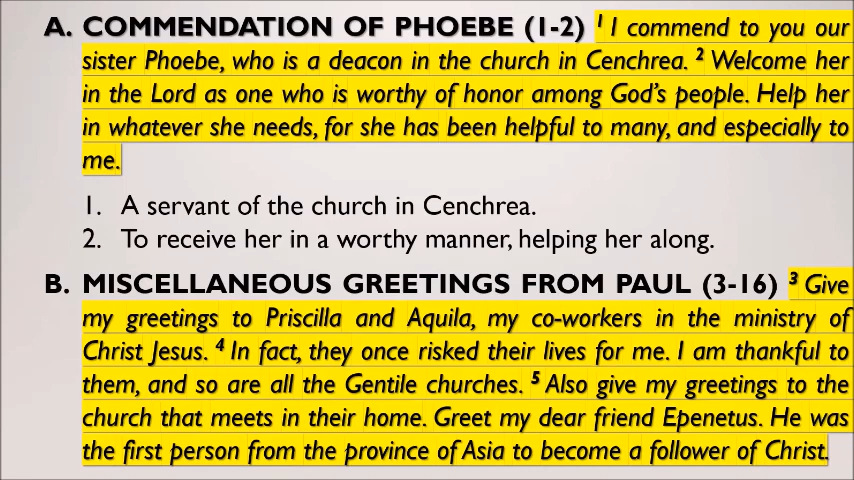 A. COMMENDATION OF PHOEBE (1-2) 1 I commend to you our
sister Phoebe, who is a deacon in the church in Cenchrea. 2 Welcome her
in the Lord as one who is worthy of honor among God's people. Help her
in whatever she needs, for she has been helpful to many, and especially to
me.
1. A servant of the church in Cenchrea.
2. To receive her in a worthy manner, helping her along.
B. MISCELLANEOUS GREETINGS FROM PAUL (3-16) 3 Give
my greetings to Priscilla and Aquila, my co-workers in the ministry of
Christ Jesus. 4 In fact, they once risked their lives for me. I am thankful to
them, and so are all the Gentile churches. 5 Also give my greetings to the
church that meets in their home. Greet my dear friend Epenetus. He was
the first person from the province of Asia to become a follower of Christ.